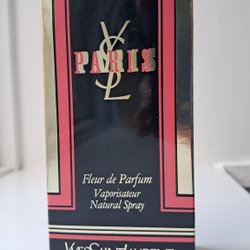 YSL
PARIS
Fleur de Parfum
Vaporisateur
Natural Spray
YVESSAINTLAURENT